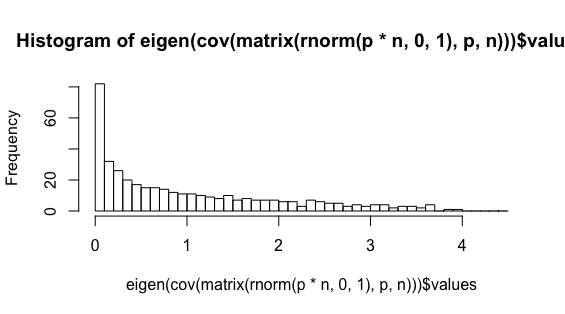 Histogram of eigen(cov(matrix(rnorm(p * n, 0, 1), p, n)))$valu
Frequency
60
20
0
0 1 2 3 4
eigen(cov(matrix(rnorm(p * n, 0, 1), p, n)))$values